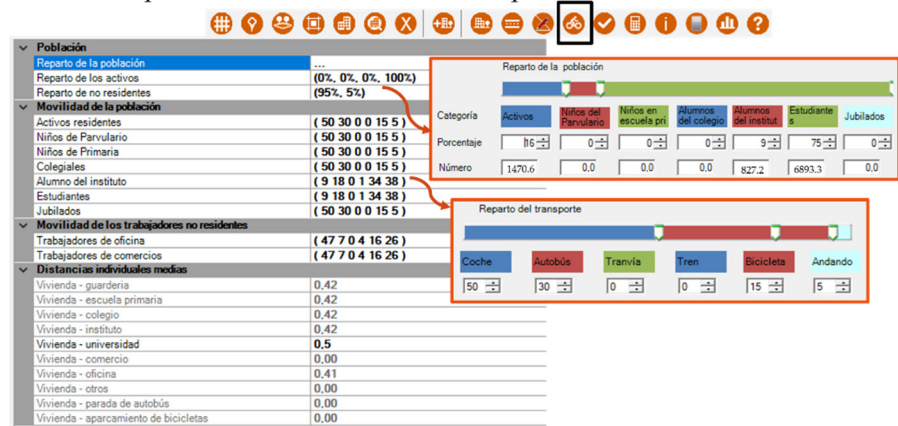 Población
Reparto de la población ...
Reparto de los activos (0%, 0%, 0%, 100%)
Reparto de no residentes (95%, 5%)
Movilidad de la población
Activos residentes ( 50 30 0 0 15 5 )
Niños de Parvulario ( 50 30 0 0 15 5 )
Niños de Primaria ( 50 30 0 0 15 5 )
Colegiales ( 50 30 0 0 15 5 )
Alumno del instituto ( 9 18 0 1 34 38 )
Estudiantes ( 9 18 0 1 34 38 )
Jubilados ( 50 30 0 0 15 5 )
Movilidad de los trabajadores no residentes
Trabajadores de oficina ( 47 7 0 4 16 26 )
Trabajadores de comercios ( 47 7 0 4 16 26 )
Distancias individuales medias
Vivienda - guarderia 0,42
Vivienda - escuela primaria 0,42
Vivienda - colegio 0,42
Vivienda - instituto 0,42
Vivienda - universidad 0,5
Vivienda - comercio 0,00
Vivienda - oficina 0,41
Vivienda - otros 0,00
Vivienda - parada de autobús 0,00
Vivienda - aparcamiento de bicicletas 0,00
Reparto de la población
Categoría Activos Niños del Parvulario Niños en escuela pri Alumnos del colegio Alumnos del institut Estudiante s Jubilados
Porcentaje 16 0 0 0 9 75 0
Número 1470.6 0,0 0,0 0,0 827.2 6893.3 0,0
Reparto del transporte
Coche Autobús Tranvía Tren Bicicleta Andando
50 30 0 0 15 5